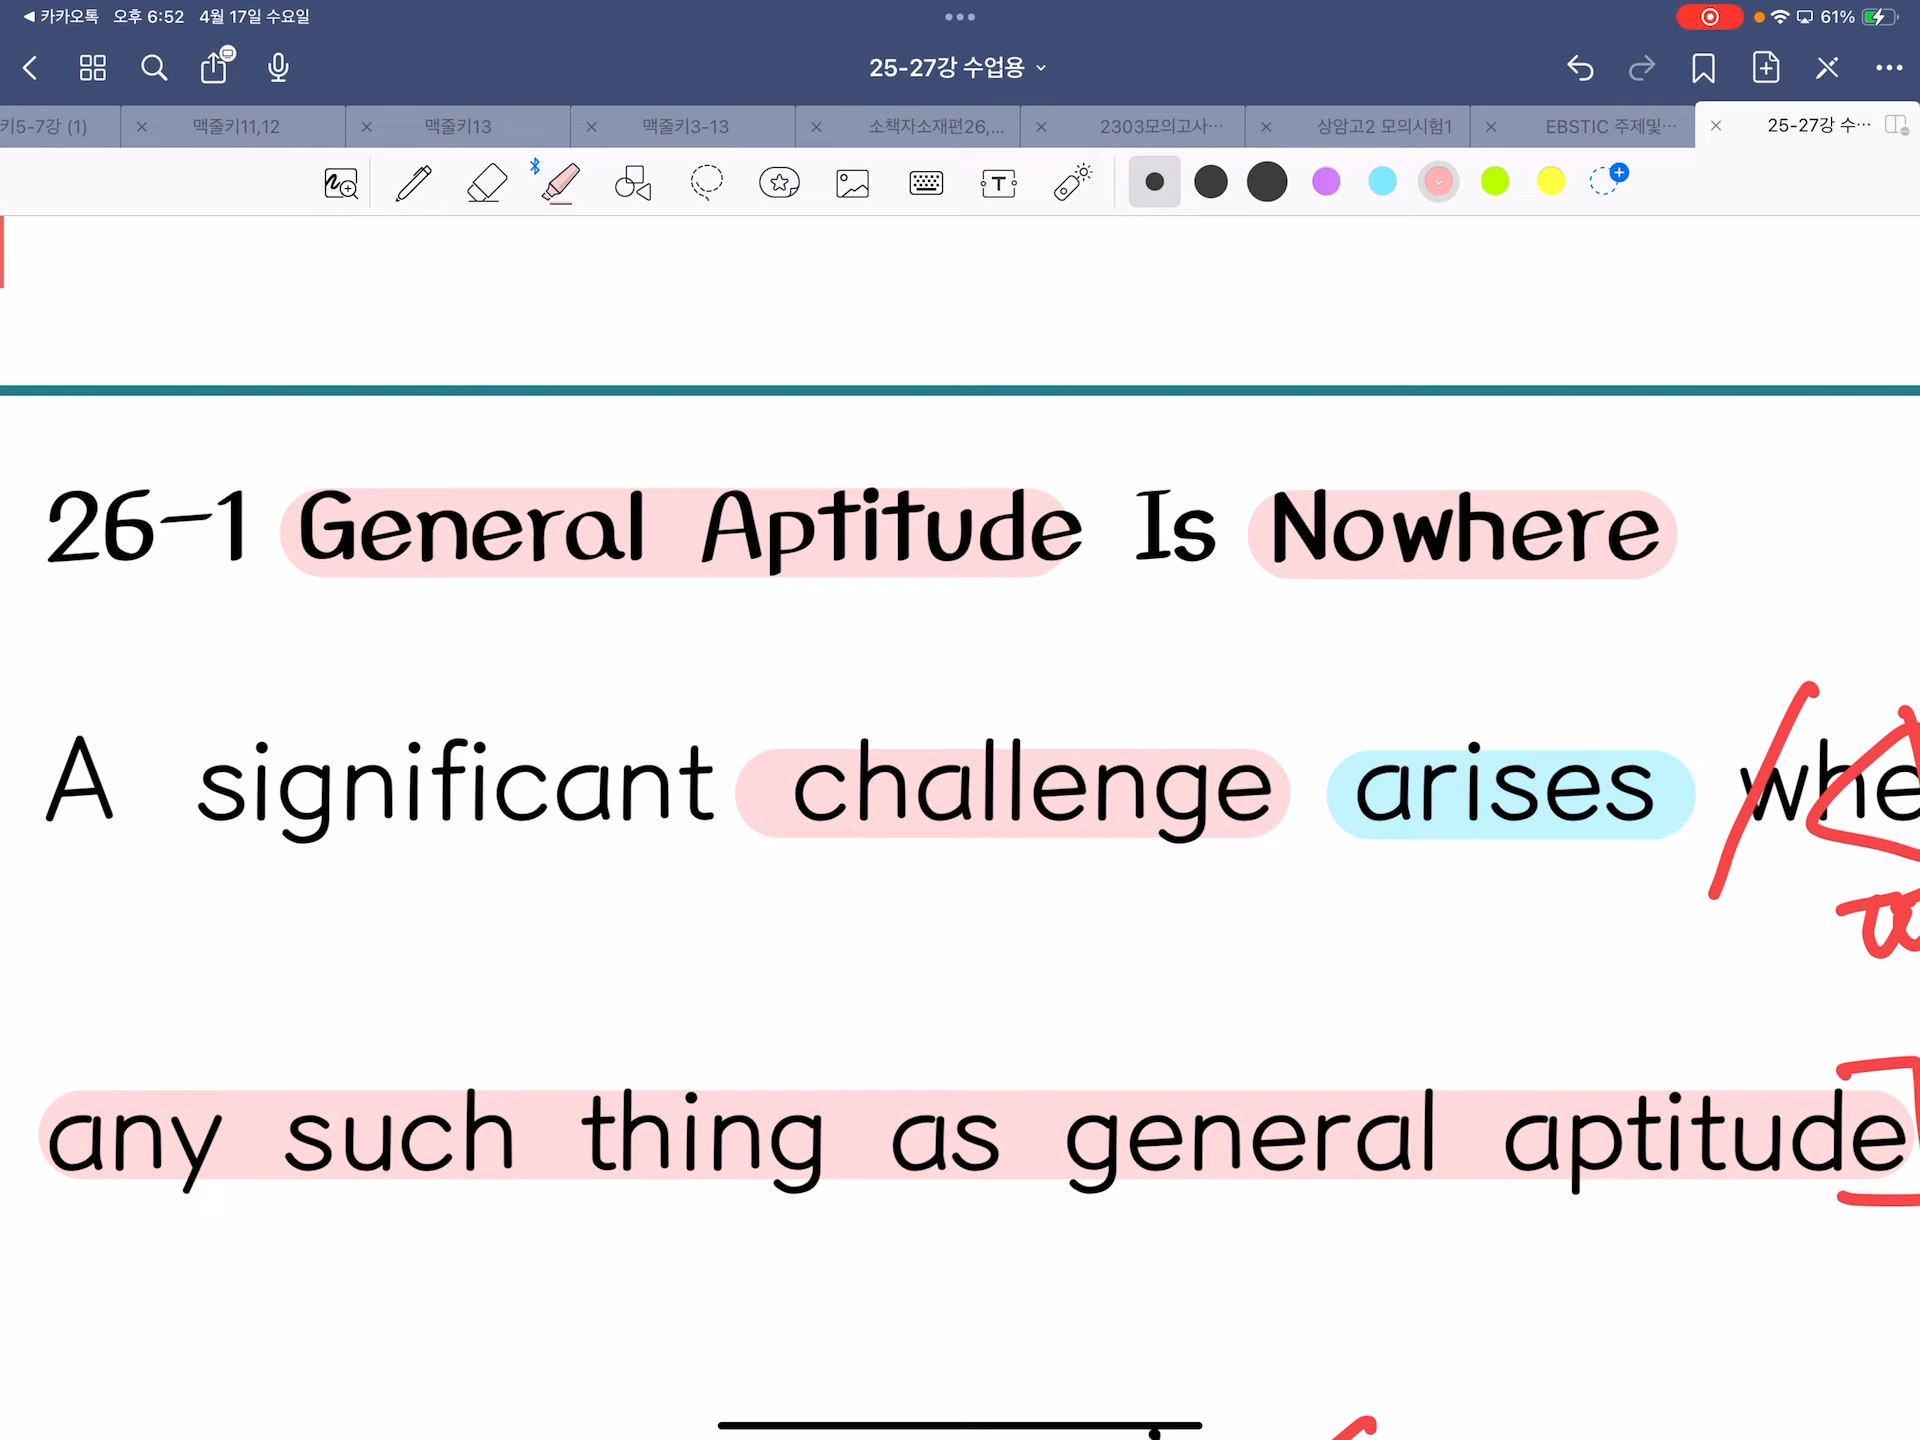 ◀ 카카오톡 오후 6:52 4월 17일 수요일
61%
25-27강 수업용
키5-7강 (1)
맥줄키11,12
맥줄키13
맥줄키3-13
소책자소재편26,...
2303모의고사…
상암고2 모의시험1
EBSTIC 주제및…
25-27강 수…
T
26-1 General Aptitude Is Nowhere
A significant challenge arises whe
any such thing as general aptitude